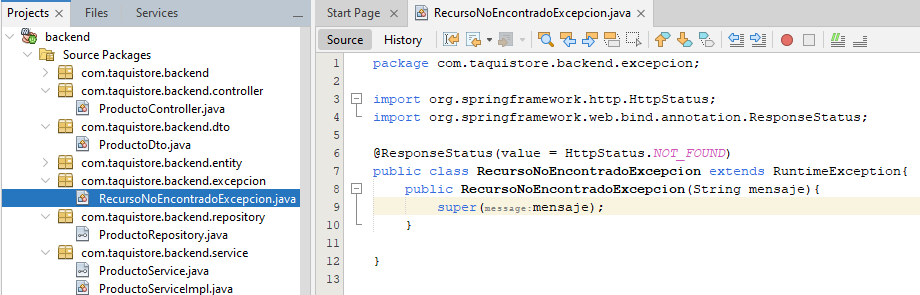 Projects × Files Services
backend
Source Packages
com.taquistore.backend
com.taquistore.backend.controller
ProductoController.java
com.taquistore.backend.dto
ProductoDto.java
com.taquistore.backend.entity
com.taquistore.backend.excepcion
RecursoNoEncontradoExcepcion.java
com.taquistore.backend.repository
ProductoRepository.java
com.taquistore.backend.service
ProductoService.java
ProductoServiceImpl.java
Start Page × RecursoNoEncontradoExcepcion.java ×
Source History
1 package com.taquistore.backend.excepcion;
2
3 import org.springframework.http.HttpStatus;
4 import org.springframework.web.bind.annotation.ResponseStatus;
5
6 @ResponseStatus(value = HttpStatus.NOT_FOUND)
7 public class RecursoNoEncontradoExcepcion extends RuntimeException{
8 public RecursoNoEncontradoExcepcion(String mensaje){
9 super(message:mensaje);
10 }
11
12 }
13